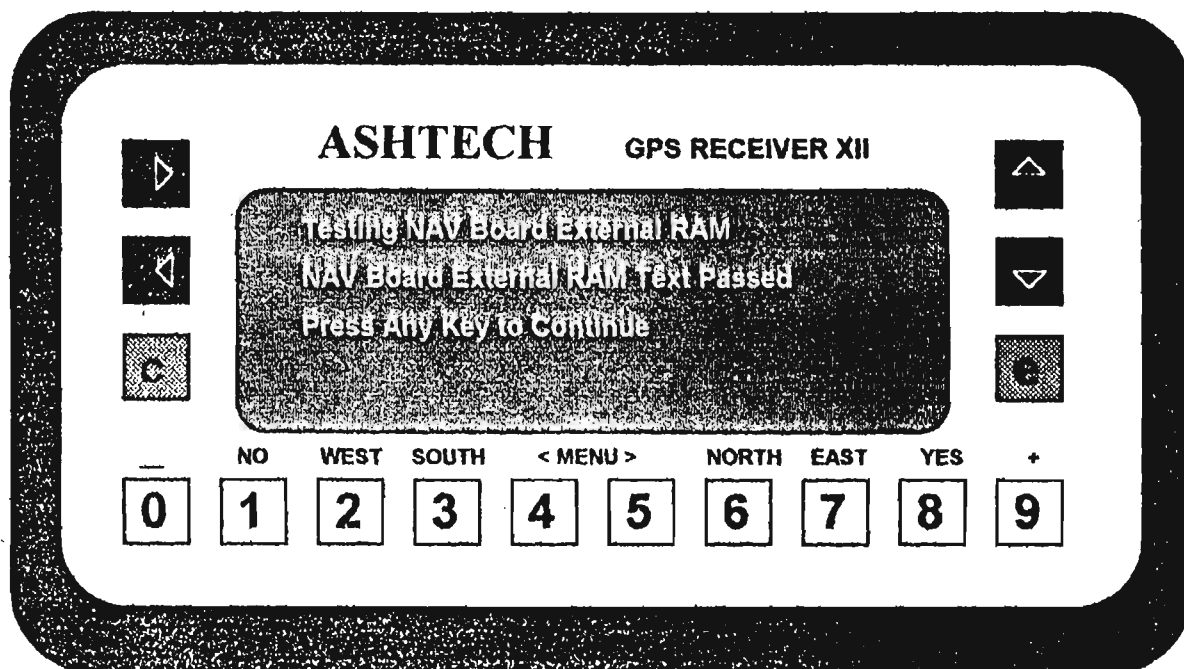 ASHTECH GPS RECEIVER XII
Testing NAV Board External RAM
NAV Board External RAM Text Passed
Press Any Key to Continue
C e
— NO WEST SOUTH < MENU > NORTH EAST YES +
0 1 2 3 4 5 6 7 8 9